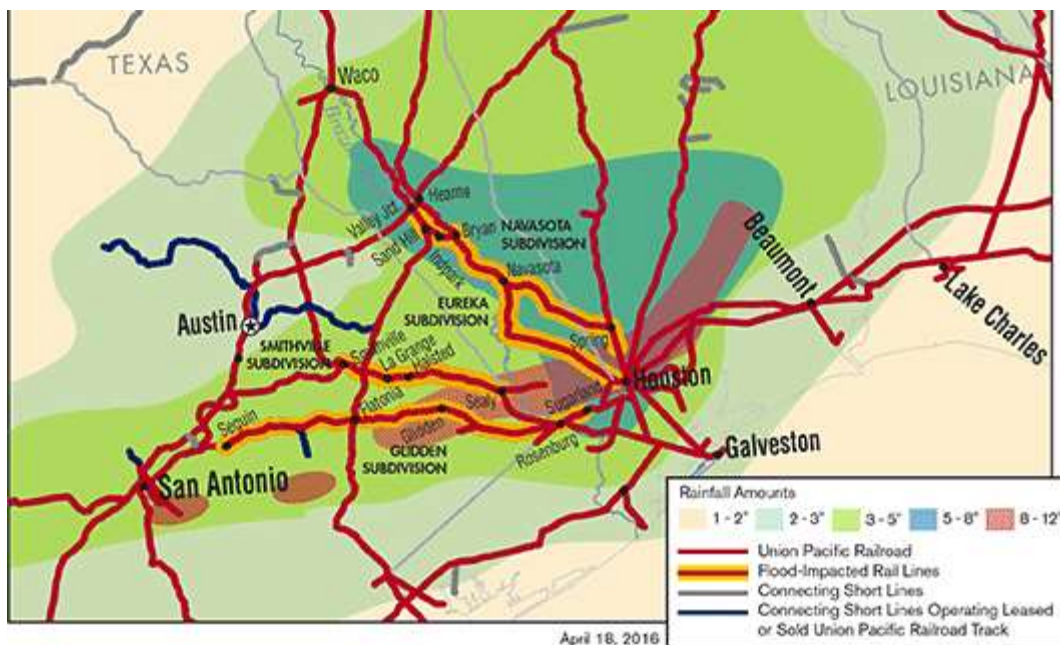 TEXAS
LOUISIANA
Waco
Hearne
Valley Jct.
Bryan
Sand Hill
NAVASOTA
SUBDIVISION
Navasota
Beaumont
Lake Charles
EUREKA
SUBDIVISION
Austin
SMITHVILLE
SUBDIVISION
Smithville
La Grange
Halsted
Spring
Houston
Sealy
Sugarland
Flatonia
Seguin
Glidden
GLIDDEN
SUBDIVISION
Rosenburg
Galveston
San Antonio
Rainfall Amounts
1 - 2" 2 - 3" 3 - 5" 5 - 8" 8 - 12"
Union Pacific Railroad
Flood-Impacted Rail Lines
Connecting Short Lines
Connecting Short Lines Operating Leased
or Sold Union Pacific Railroad Track
April 18, 2016